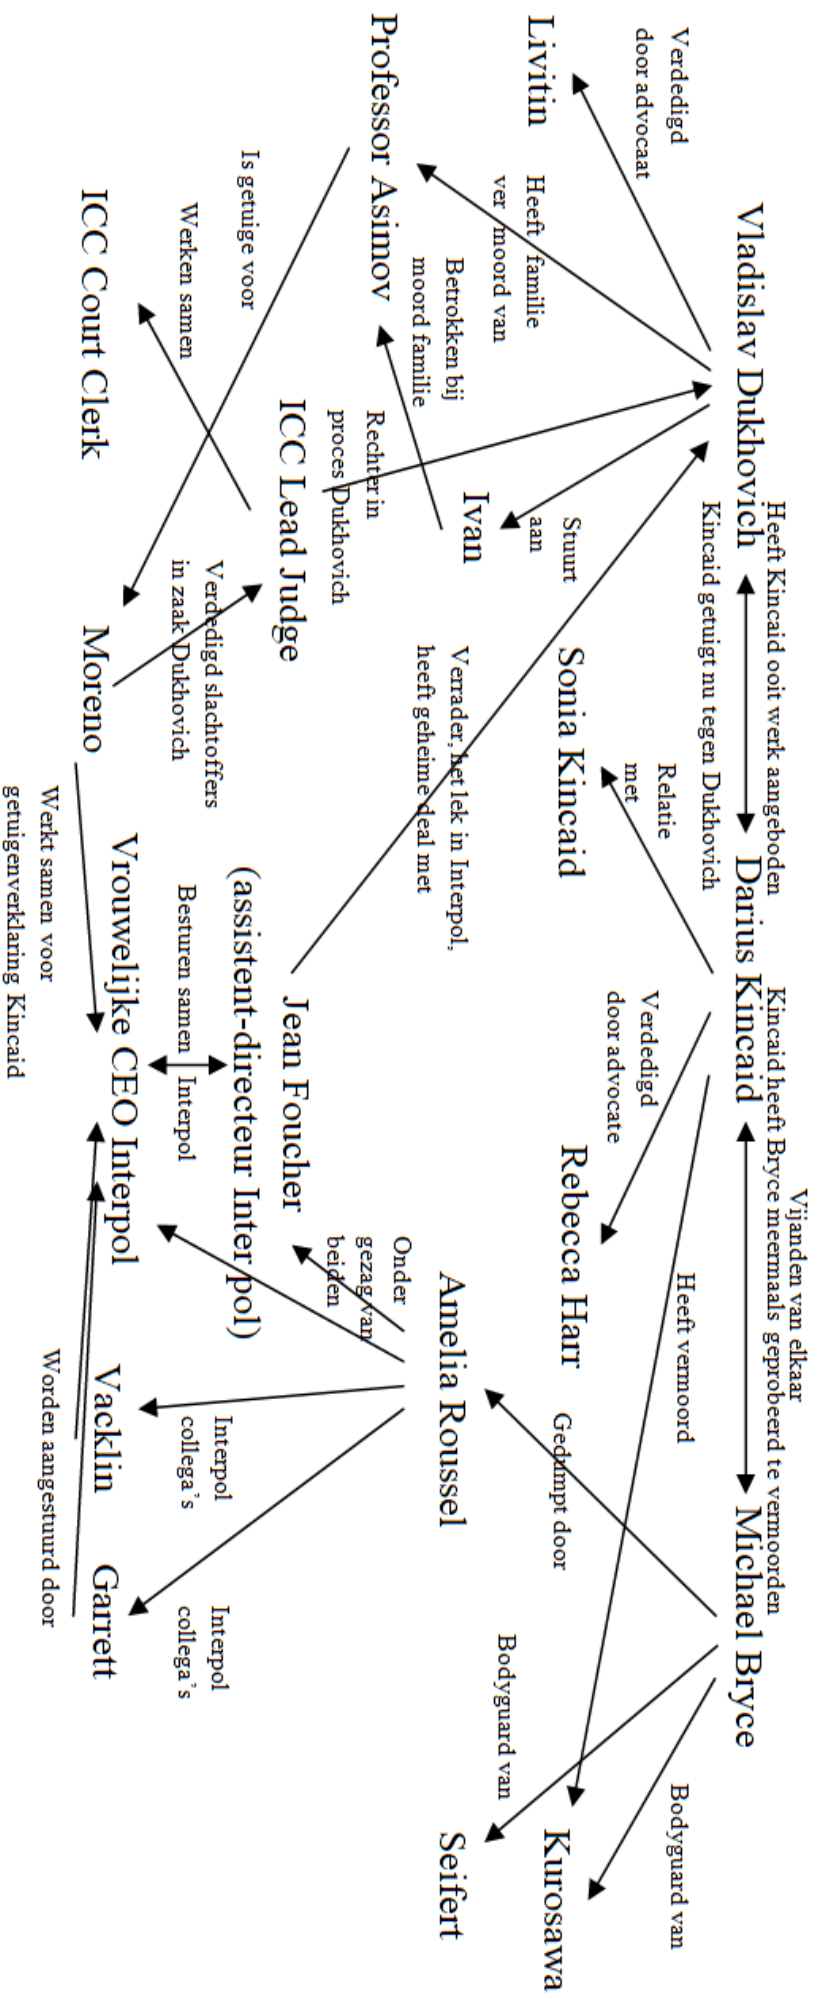 Vijanden van elkaar
Heeft Kincaid ooit werk aangeboden
Kincaid heeft Bryce meermaals geprobeerd te vermoorden
Vladislav Dukhovich
Darius Kincaid
Michael Bryce
Kincaid getuigt nu tegen Dukhovich
Verdedigd
door advocaat
Relatie
met
Verdedigd
door advocate
Heeft vermoord
Bodyguard van
Livitin
Heeft familie
vermoord van
Stuurt
aan
Sonia Kincaid
Rebecca Harr
Gedumpt door
Bodyguard van
Kurosawa
Betrokken bij
moord familie
Ivan
Verrader, het lek in Interpol,
heeft geheime deal met
Amelia Roussel
Seifert
Professor Asimov
Rechter in
proces Dukhovich
Onder
gezag van
beiden
ICC Lead Judge
Jean Foucher
(assistent-directeur Interpol)
Is getuige voor
Werken samen
Verdedigd slachtoffers
in zaak Dukhovich
Besturen samen Interpol
Interpol
collega's
Interpol
collega's
ICC Court Clerk
Moreno
Vrouwelijke CEO Interpol
Vacklin
Garrett
Werkt samen voor
getuigenverklaring Kincaid
Worden aangestuurd door